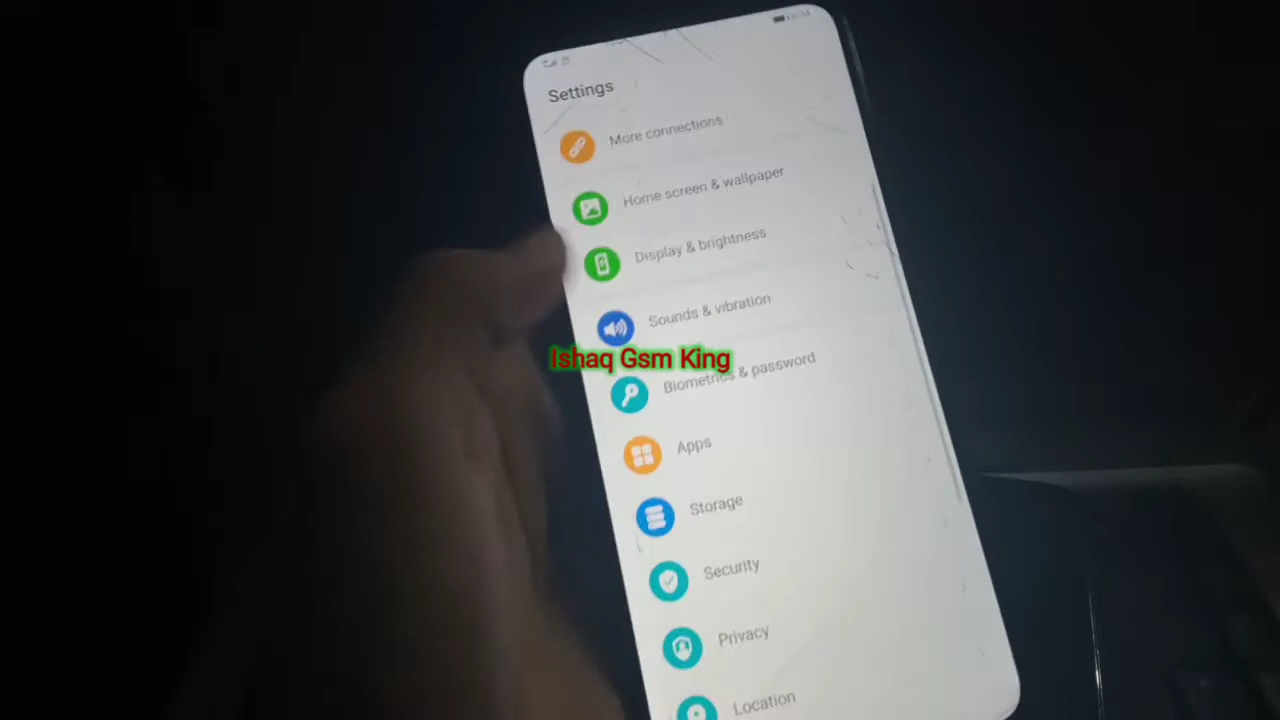 Settings
More connections
Home screen & wallpaper
Display & brightness
Sounds & vibration
Ishaq Gsm King
Biometrics & password
Apps
Storage
Security
Privacy
Location